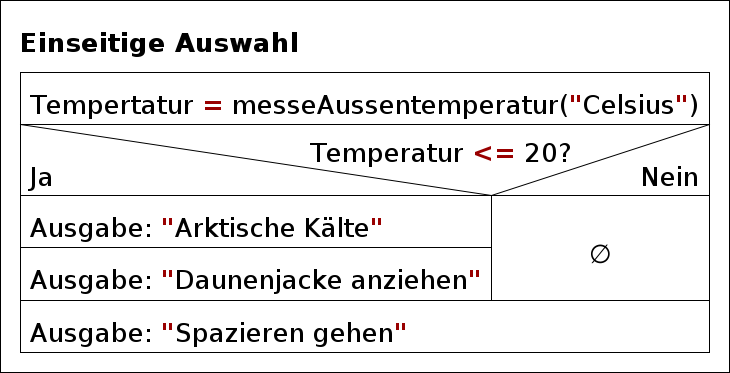 Einseitige Auswahl
Tempertatur = messeAussentemperatur("Celsius")
Temperatur <= 20?
Ja
Nein
Ausgabe: "Arktische Kälte"
∅
Ausgabe: "Daunenjacke anziehen"
Ausgabe: "Spazieren gehen"